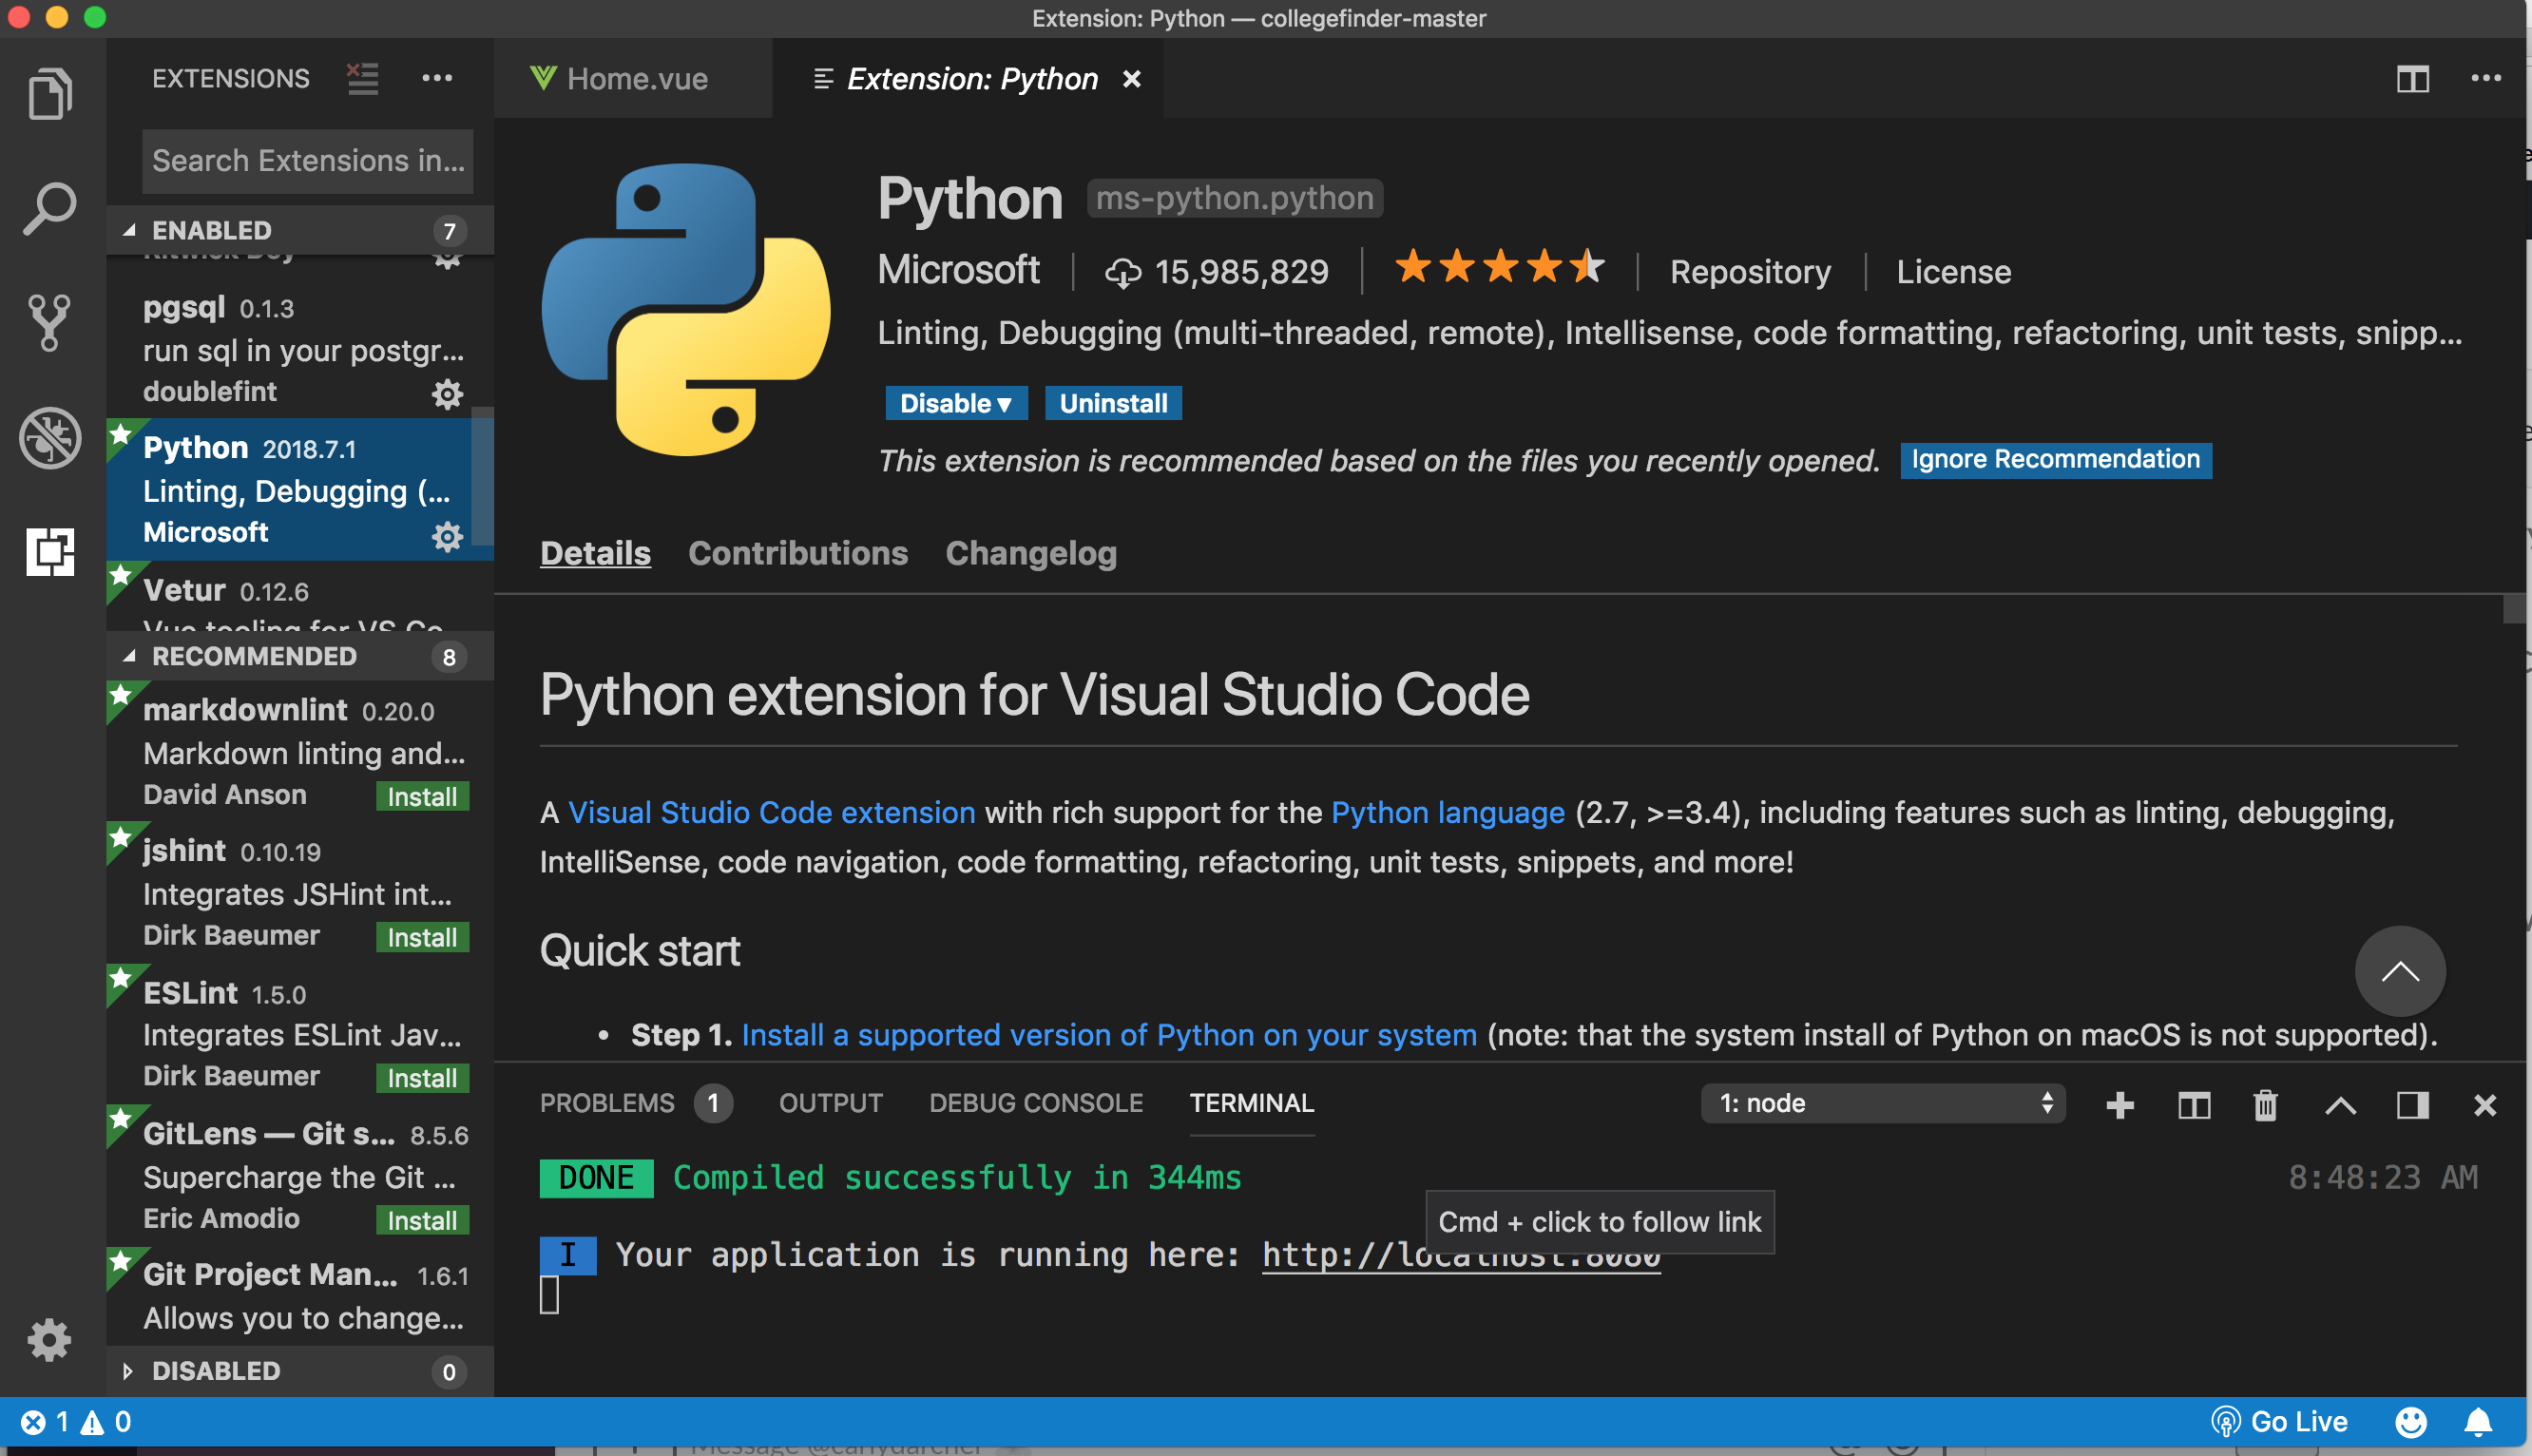 Extension: Python — collegefinder-master
EXTENSIONS
Home.vue
Extension: Python
Search Extensions in...
ENABLED 7
pgsql 0.1.3
run sql in your postgr...
doublefint
Python 2018.7.1
Linting, Debugging (...
Microsoft
Vetur 0.12.6
Vue tooling for VS Co
RECOMMENDED 8
markdownlint 0.20.0
Markdown linting and...
David Anson Install
jshint 0.10.19
Integrates JSHint int...
Dirk Baeumer Install
ESLint 1.5.0
Integrates ESLint Jav...
Dirk Baeumer Install
GitLens — Git s... 8.5.6
Supercharge the Git ...
Eric Amodio Install
Git Project Man... 1.6.1
Allows you to change...
DISABLED 0
Python ms-python.python
Microsoft 15,985,829 Repository License
Linting, Debugging (multi-threaded, remote), Intellisense, code formatting, refactoring, unit tests, snipp...
Disable ▾ Uninstall
This extension is recommended based on the files you recently opened. Ignore Recommendation
Details Contributions Changelog
Python extension for Visual Studio Code
A Visual Studio Code extension with rich support for the Python language (2.7, >=3.4), including features such as linting, debugging,
IntelliSense, code navigation, code formatting, refactoring, unit tests, snippets, and more!
Quick start
• Step 1. Install a supported version of Python on your system (note: that the system install of Python on macOS is not supported).
PROBLEMS 1 OUTPUT DEBUG CONSOLE TERMINAL 1: node
DONE Compiled successfully in 344ms 8:48:23 AM
Cmd + click to follow link
I Your application is running here: http://localhost:8080
1 0 Go Live